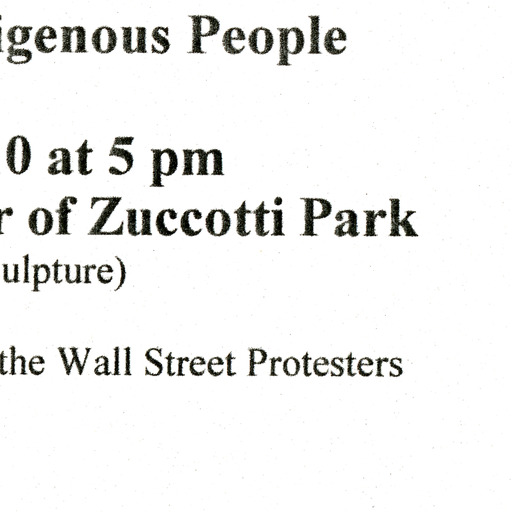 igenous People
0 at 5 pm
r of Zuccotti Park
ulpture)
the Wall Street Protesters